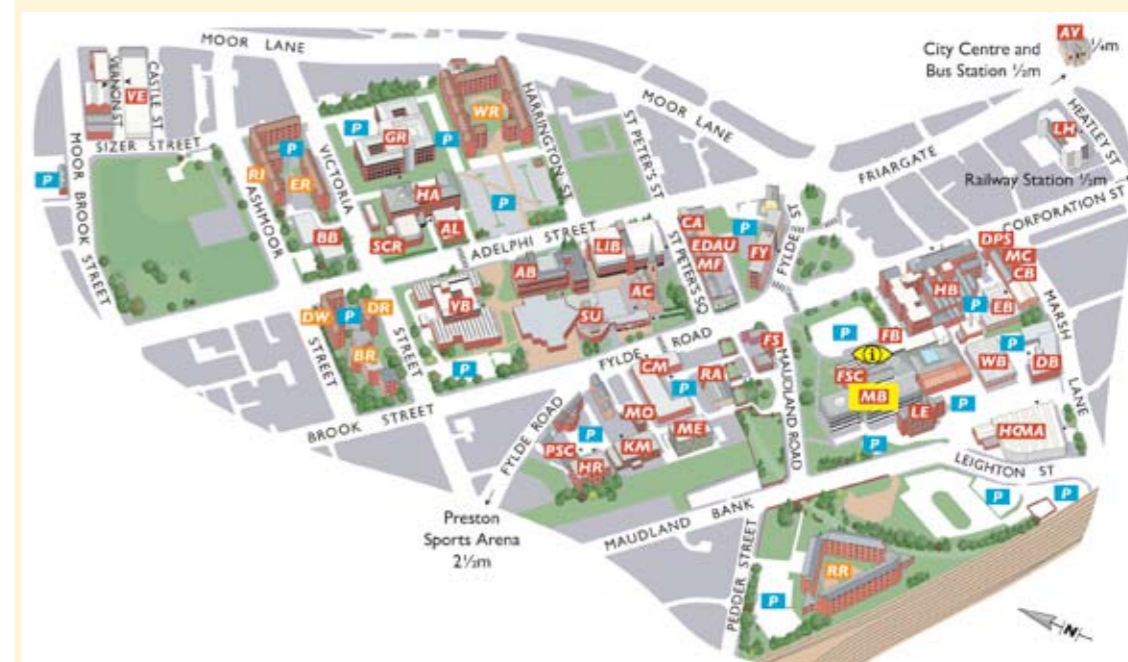 MOOR LANE
AV
City Centre and
Bus Station ½m
¼m
VERNON ST
CASTLE ST
VE
WR
HARRINGTON ST
MOOR LANE
HEATLEY ST
P
GR
P
ST PETER'S ST
LH
SIZER STREET
MOOR BROOK STREET
P
P
VICTORIA
FRIARGATE
RI
ER
ASHMOOR
HA
P
Railway Station ½m
CORPORATION ST
BB
SCR
AL
ADELPHI STREET
CA
P
FYLDE ST
EDAU
MF
FY
ST PETER'S SQ
LIB
AB
DPS
MC
CB
HB
P
EB
MARSH LANE
DW
P
DR
STREET
BR
STREET
YB
AC
SU
P
FYLDE ROAD
FS
P
FB
i
P
WB
DB
CM
P
RA
FSC
MB
MAUDLAND ROAD
LE
P
BROOK STREET
FYLDE ROAD
MO
P
ME
PSC
KM
HR
P
HOMA
LEIGHTON ST
Preston
Sports Arena
2½m
MAUDLAND BANK
PEDDER STREET
P
P
RR
P
N